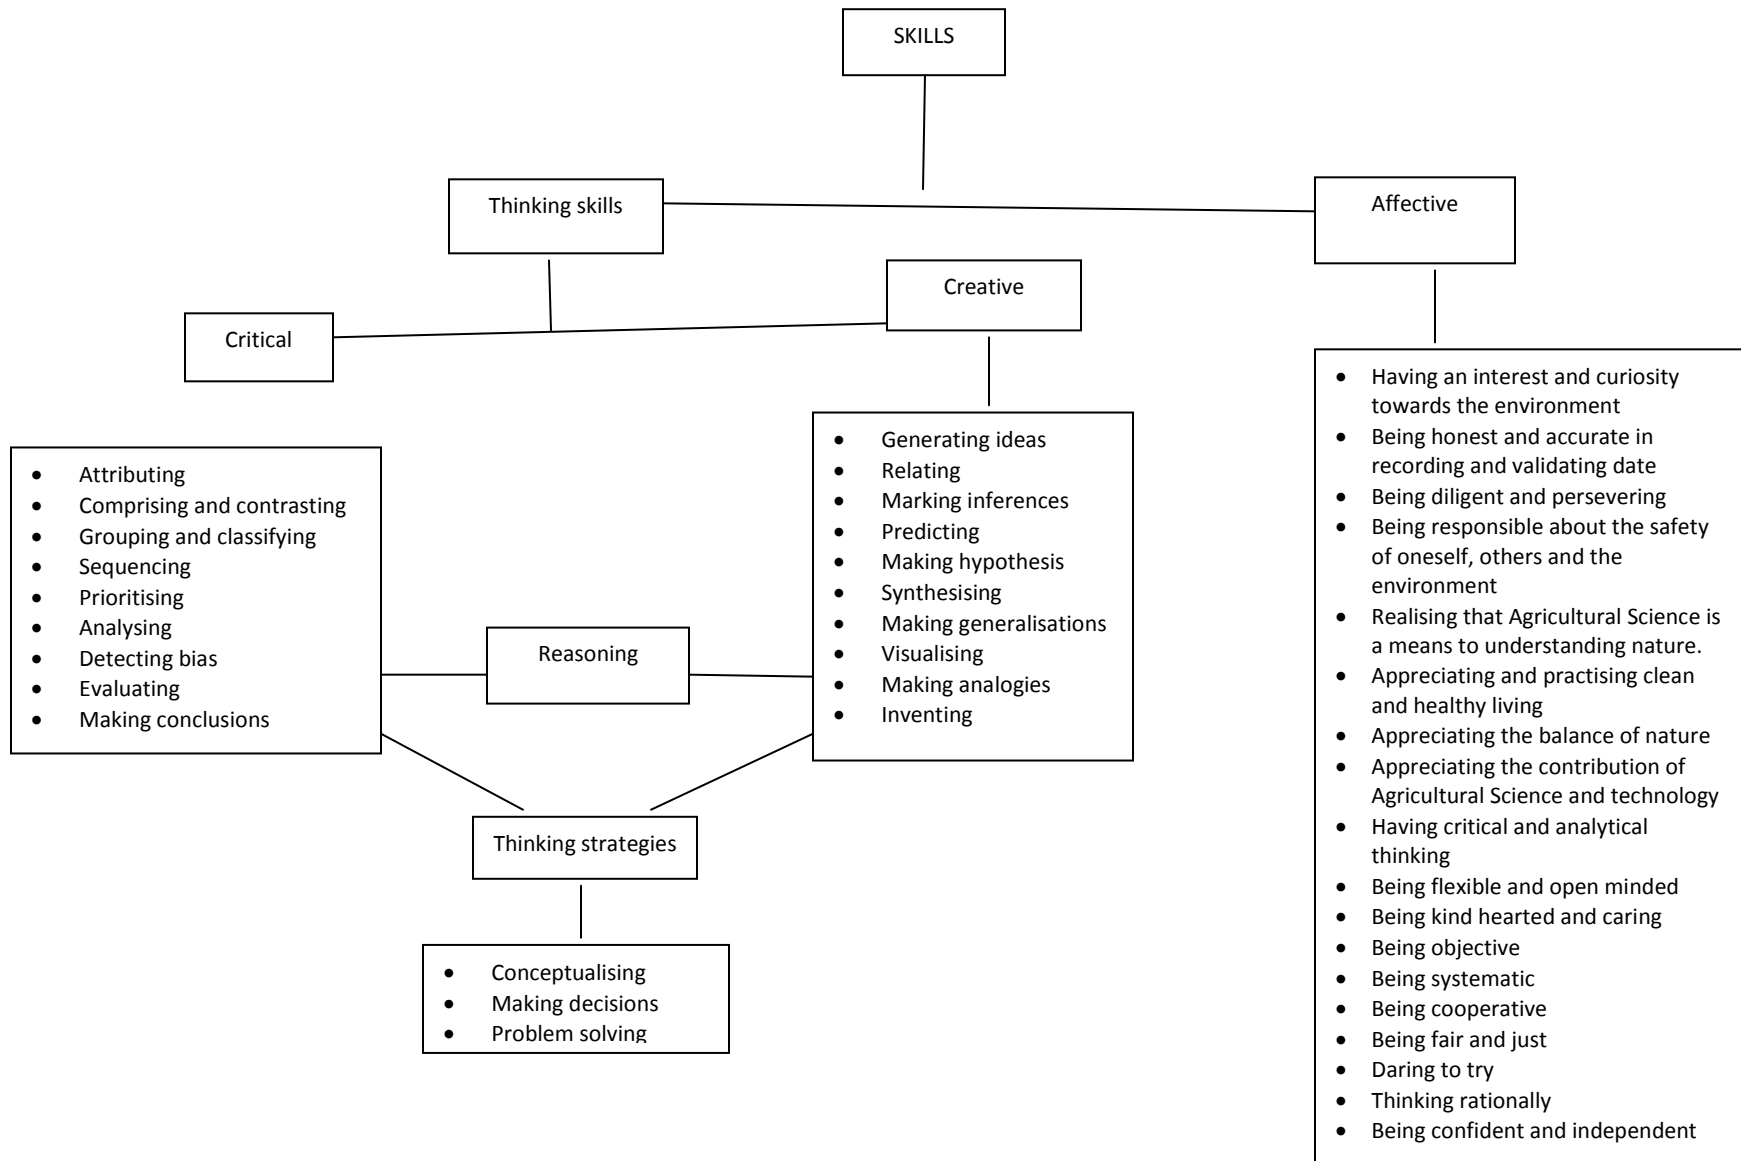 SKILLS
Thinking skills
Affective
Creative
Critical
• Attributing
• Comprising and contrasting
• Grouping and classifying
• Sequencing
• Prioritising
• Analysing
• Detecting bias
• Evaluating
• Making conclusions
Reasoning
• Generating ideas
• Relating
• Marking inferences
• Predicting
• Making hypothesis
• Synthesising
• Making generalisations
• Visualising
• Making analogies
• Inventing
Thinking strategies
• Conceptualising
• Making decisions
• Problem solving
• Having an interest and curiosity
towards the environment
• Being honest and accurate in
recording and validating date
• Being diligent and persevering
• Being responsible about the safety
of oneself, others and the
environment
• Realising that Agricultural Science is
a means to understanding nature.
• Appreciating and practising clean
and healthy living
• Appreciating the balance of nature
• Appreciating the contribution of
Agricultural Science and technology
• Having critical and analytical
thinking
• Being flexible and open minded
• Being kind hearted and caring
• Being objective
• Being systematic
• Being cooperative
• Being fair and just
• Daring to try
• Thinking rationally
• Being confident and independent